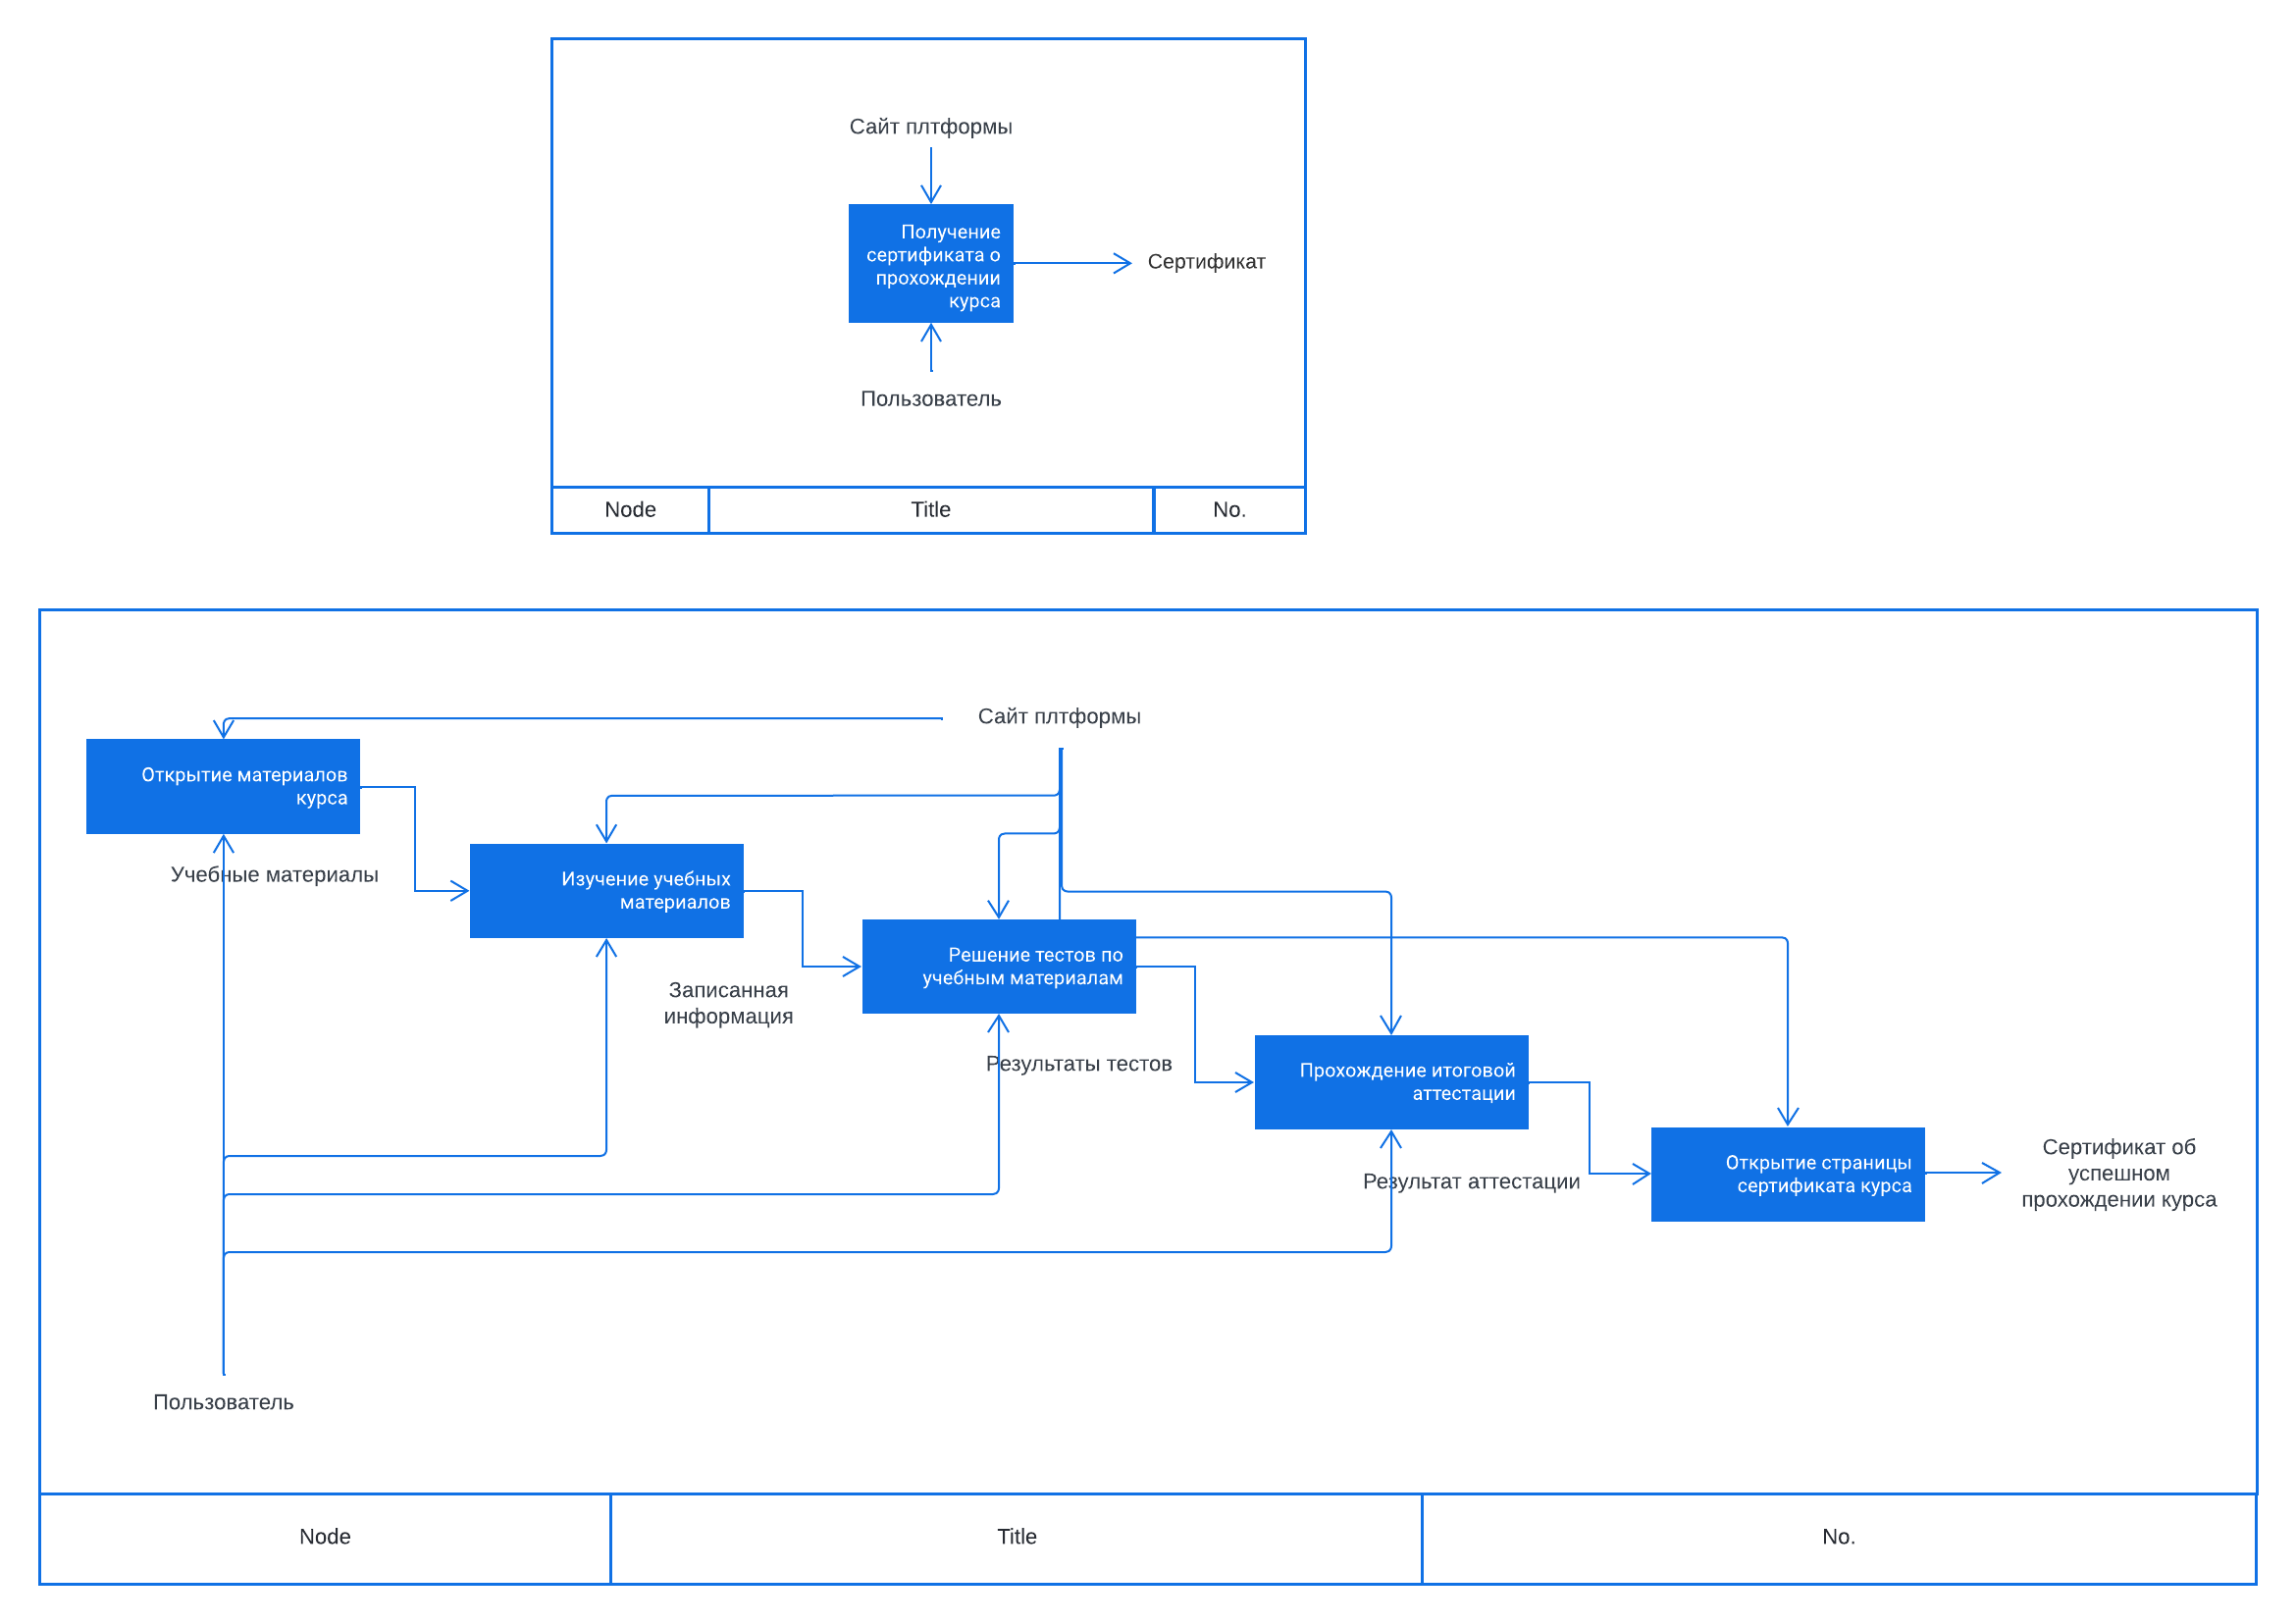 Сайт плтформы
Получение
сертификата о
прохождении
курса
Сертификат
Пользователь
Node
Title
No.
Сайт плтформы
Открытие материалов
курса
Учебные материалы
Изучение учебных
материалов
Записанная
информация
Решение тестов по
учебным материалам
Результаты тестов
Прохождение итоговой
аттестации
Результат аттестации
Открытие страницы
сертификата курса
Сертификат об
успешном
прохождении курса
Пользователь
Node
Title
No.